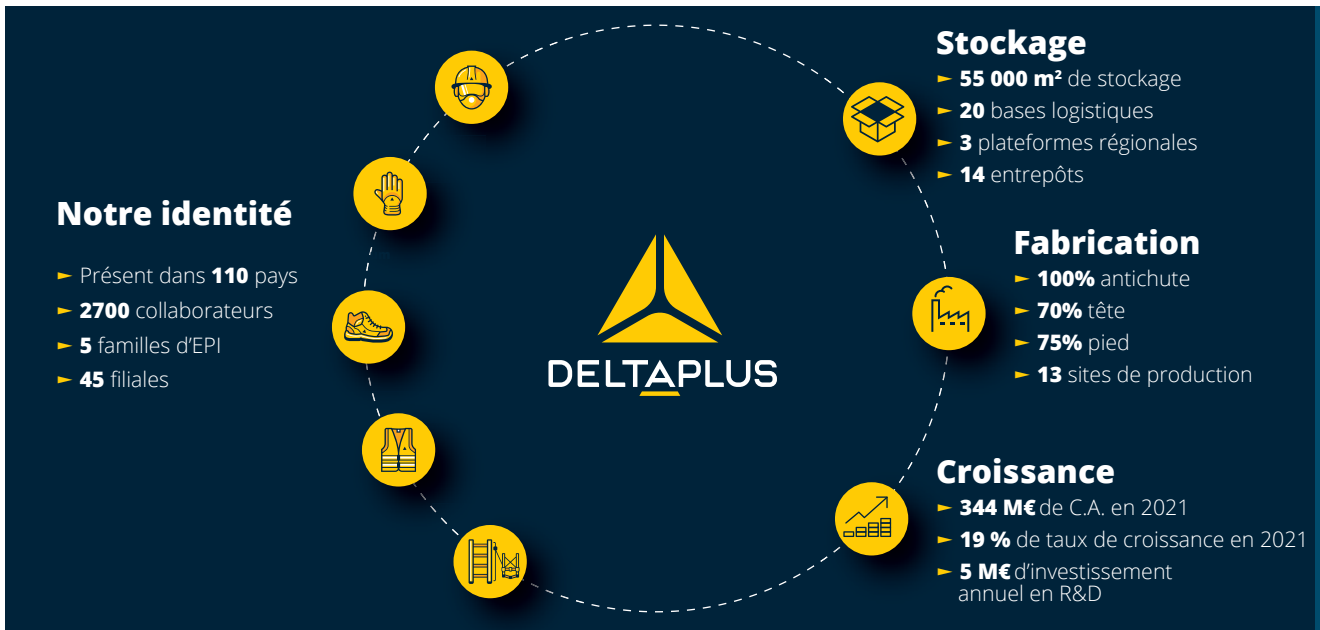 Notre identité
► Présent dans 110 pays
► 2700 collaborateurs
► 5 familles d’EPI
► 45 filiales
DELTAPLUS
Stockage
► 55 000 m² de stockage
► 20 bases logistiques
► 3 plateformes régionales
► 14 entrepôts
Fabrication
► 100% antichute
► 70% tête
► 75% pied
► 13 sites de production
Croissance
► 344 M€ de C.A. en 2021
► 19 % de taux de croissance en 2021
► 5 M€ d’investissement
annuel en R&D